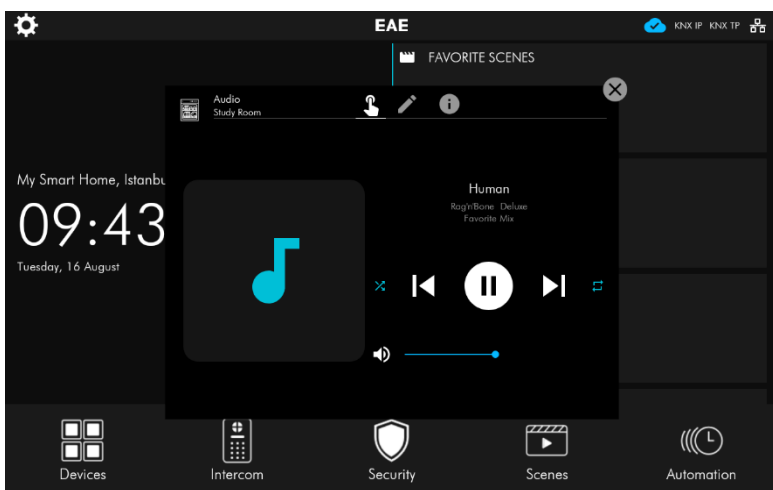 EAE
KNX IP KNX TP
FAVORITE SCENES
Audio
Study Room
My Smart Home, Istanbu
09:43
Tuesday, 16 August
Human
Rag'n'Bone Deluxe
Favorite Mix
Devices
Intercom
Security
Scenes
Automation